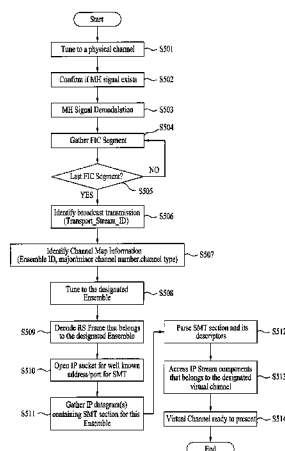 Start
Tune to a physical channel
S501
Confirm if MH signal exists
S502
MH Signal Demodulation
S503
S504
Gather FIC Segment
NO
Last FIC Segment?
S505
YES
Identify broadcast transmission
(Transport_Stream_ID)
S506
Identify Channel Map information
(Ensemble ID, major/minor channel number, channel type)
S507
Tune to the designated
Ensemble
S508
S509
Decode RS Frame that belongs
to the designated Ensemble
S510
Open IP socket for well known
address/port for SMT
S511
Gather IP datagram(s)
containing SMT section for this
Ensemble
Parse SMT section and its
descriptors
S512
Access IP Stream components
that belongs to the designated
virtual channel
S513
Virtual Channel ready to present
S514
End